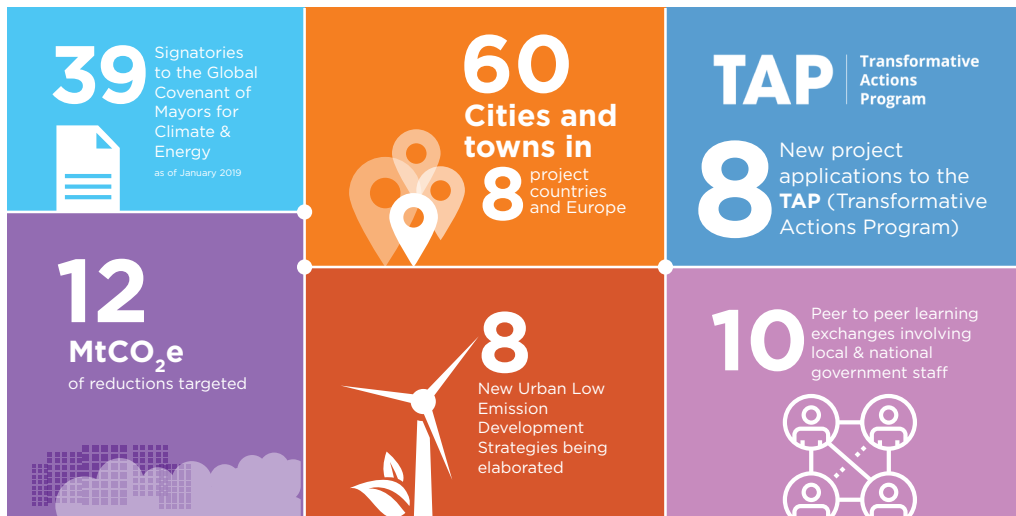 39
Signatories
to the Global
Covenant of
Mayors for
Climate &
Energy
as of January 2019
60
Cities and
towns in
8
project
countries
and Europe
TAP
Transformative
Actions
Program
8
New project
applications to the
TAP (Transformative
Actions Program)
12
MtCO₂e
of reductions targeted
8
New Urban Low
Emission
Development
Strategies being
elaborated
10
Peer to peer learning
exchanges involving
local & national
government staff